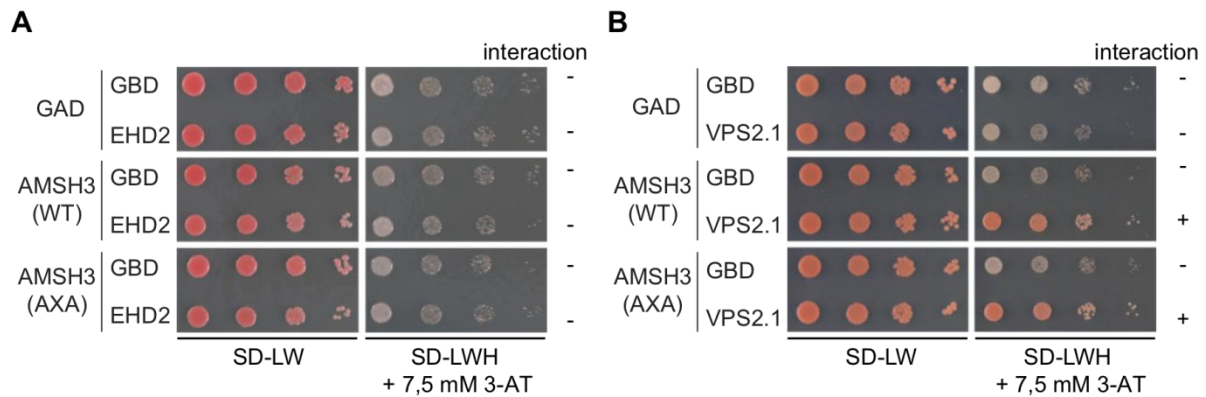 A
interaction
GAD
GBD
-
EHD2
-
AMSH3
(WT)
GBD
-
EHD2
-
AMSH3
(AXA)
GBD
-
EHD2
-
SD-LW
SD-LWH
+ 7,5 mM 3-AT
B
interaction
GAD
GBD
-
VPS2.1
-
AMSH3
(WT)
GBD
-
VPS2.1
+
AMSH3
(AXA)
GBD
-
VPS2.1
+
SD-LW
SD-LWH
+ 7,5 mM 3-AT